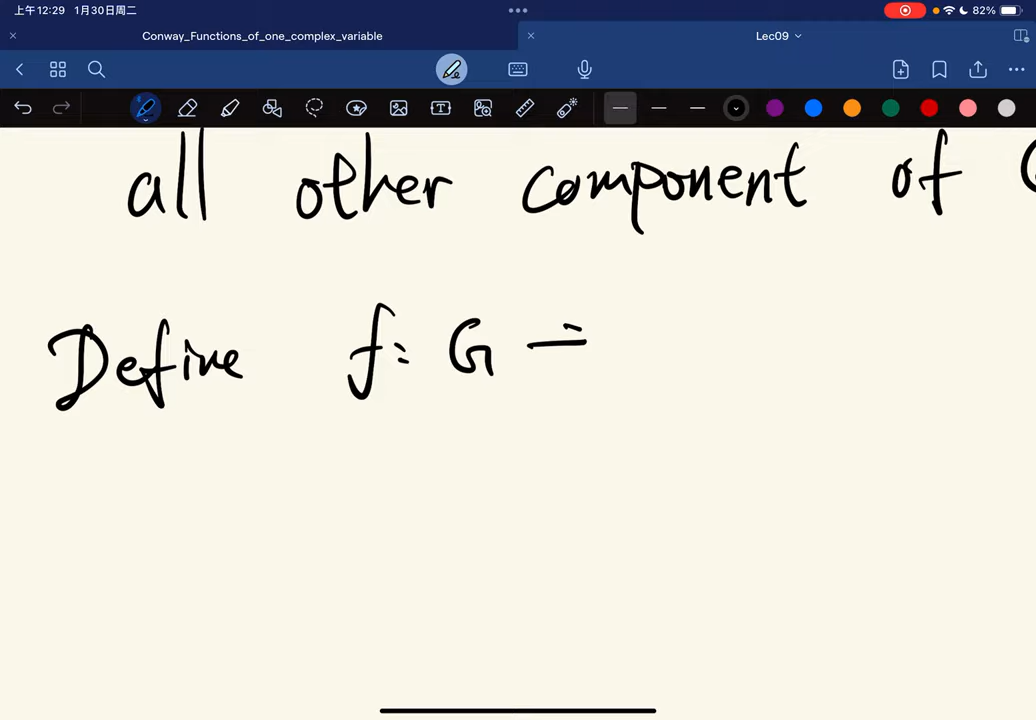 上午12:29 1月30日周二 82%
Conway_Functions_of_one_complex_variable Lec09
all other component of
Define f: G